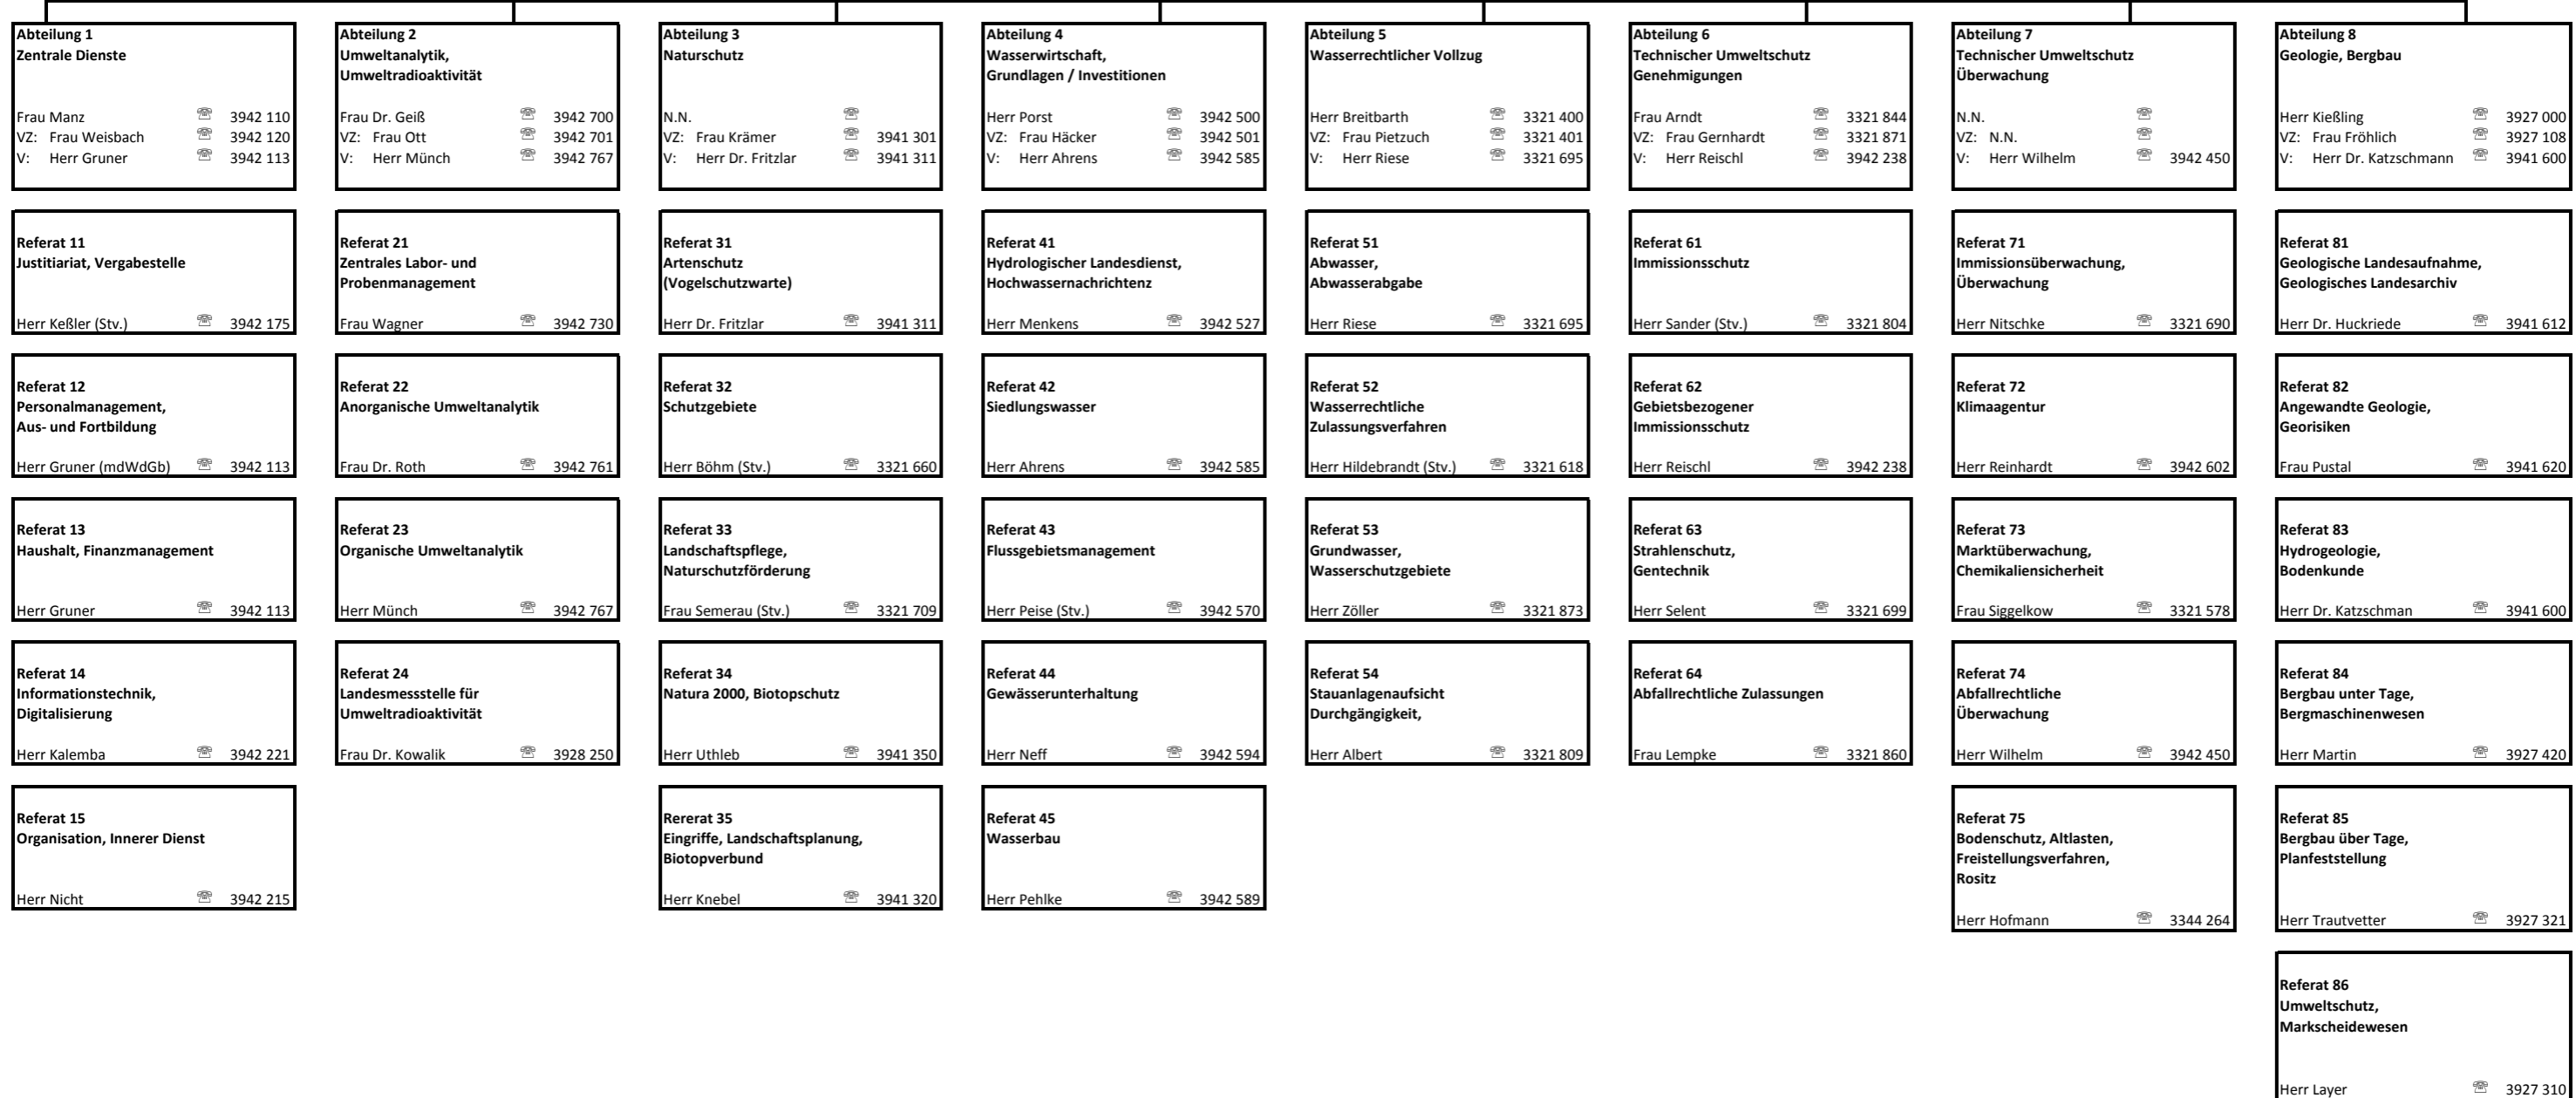 Abteilung 1
Zentrale Dienste
Frau Manz ☏ 3942 110
VZ: Frau Weisbach ☏ 3942 120
V: Herr Gruner ☏ 3942 113
Abteilung 2
Umweltanalytik,
Umweltradioaktivität
Frau Dr. Geiß ☏ 3942 700
VZ: Frau Ott ☏ 3942 701
V: Herr Münch ☏ 3942 767
Abteilung 3
Naturschutz
N.N. ☏
VZ: Frau Krämer ☏ 3941 301
V: Herr Dr. Fritzlar ☏ 3941 311
Abteilung 4
Wasserwirtschaft,
Grundlagen / Investitionen
Herr Porst ☏ 3942 500
VZ: Frau Häcker ☏ 3942 501
V: Herr Ahrens ☏ 3942 585
Abteilung 5
Wasserrechtlicher Vollzug
Herr Breitbarth ☏ 3321 400
VZ: Frau Pietzuch ☏ 3321 401
V: Herr Riese ☏ 3321 695
Abteilung 6
Technischer Umweltschutz
Genehmigungen
Frau Arndt ☏ 3321 844
VZ: Frau Gernhardt ☏ 3321 871
V: Herr Reischl ☏ 3942 238
Abteilung 7
Technischer Umweltschutz
Überwachung
N.N. ☏
VZ: N.N. ☏
V: Herr Wilhelm ☏ 3942 450
Abteilung 8
Geologie, Bergbau
Herr Kießling ☏ 3927 000
VZ: Frau Fröhlich ☏ 3927 108
V: Herr Dr. Katzschmann ☏ 3941 600
Referat 11
Justitiariat, Vergabestelle
Herr Keßler (Stv.) ☏ 3942 175
Referat 21
Zentrales Labor- und
Probenmanagement
Frau Wagner ☏ 3942 730
Referat 31
Artenschutz
(Vogelschutzwarte)
Herr Dr. Fritzlar ☏ 3941 311
Referat 41
Hydrologischer Landesdienst,
Hochwassernachrichtenz
Herr Menkens ☏ 3942 527
Referat 51
Abwasser,
Abwasserabgabe
Herr Riese ☏ 3321 695
Referat 61
Immissionsschutz
Herr Sander (Stv.) ☏ 3321 804
Referat 71
Immissionsüberwachung,
Überwachung
Herr Nitschke ☏ 3321 690
Referat 81
Geologische Landesaufnahme,
Geologisches Landesarchiv
Herr Dr. Huckriede ☏ 3941 612
Referat 12
Personalmanagement,
Aus- und Fortbildung
Herr Gruner (mdWdGb) ☏ 3942 113
Referat 22
Anorganische Umweltanalytik
Frau Dr. Roth ☏ 3942 761
Referat 32
Schutzgebiete
Herr Böhm (Stv.) ☏ 3321 660
Referat 42
Siedlungswasser
Herr Ahrens ☏ 3942 585
Referat 52
Wasserrechtliche
Zulassungsverfahren
Herr Hildebrandt (Stv.) ☏ 3321 618
Referat 62
Gebietsbezogener
Immissionsschutz
Herr Reischl ☏ 3942 238
Referat 72
Klimaagentur
Herr Reinhardt ☏ 3942 602
Referat 82
Angewandte Geologie,
Georisiken
Frau Pustal ☏ 3941 620
Referat 13
Haushalt, Finanzmanagement
Herr Gruner ☏ 3942 113
Referat 23
Organische Umweltanalytik
Herr Münch ☏ 3942 767
Referat 33
Landschaftspflege,
Naturschutzförderung
Frau Semerau (Stv.) ☏ 3321 709
Referat 43
Flussgebietsmanagement
Herr Peise (Stv.) ☏ 3942 570
Referat 53
Grundwasser,
Wasserschutzgebiete
Herr Zöller ☏ 3321 873
Referat 63
Strahlenschutz,
Gentechnik
Herr Selent ☏ 3321 699
Referat 73
Marktüberwachung,
Chemikaliensicherheit
Frau Siggelkow ☏ 3321 578
Referat 83
Hydrogeologie,
Bodenkunde
Herr Dr. Katzschman ☏ 3941 600
Referat 14
Informationstechnik,
Digitalisierung
Herr Kalemba ☏ 3942 221
Referat 24
Landesmessstelle für
Umweltradioaktivität
Frau Dr. Kowalik ☏ 3928 250
Referat 34
Natura 2000, Biotopschutz
Herr Uthleb ☏ 3941 350
Referat 44
Gewässerunterhaltung
Herr Neff ☏ 3942 594
Referat 54
Stauanlagenaufsicht
Durchgängigkeit,
Herr Albert ☏ 3321 809
Referat 64
Abfallrechtliche Zulassungen
Frau Lempke ☏ 3321 860
Referat 74
Abfallrechtliche
Überwachung
Herr Wilhelm ☏ 3942 450
Referat 84
Bergbau unter Tage,
Bergmaschinenwesen
Herr Martin ☏ 3927 420
Referat 15
Organisation, Innerer Dienst
Herr Nicht ☏ 3942 215
Rererat 35
Eingriffe, Landschaftsplanung,
Biotopverbund
Herr Knebel ☏ 3941 320
Referat 45
Wasserbau
Herr Pehlke ☏ 3942 589
Referat 75
Bodenschutz, Altlasten,
Freistellungsverfahren,
Rositz
Herr Hofmann ☏ 3344 264
Referat 85
Bergbau über Tage,
Planfeststellung
Herr Trautvetter ☏ 3927 321
Referat 86
Umweltschutz,
Markscheidewesen
Herr Layer ☏ 3927 310